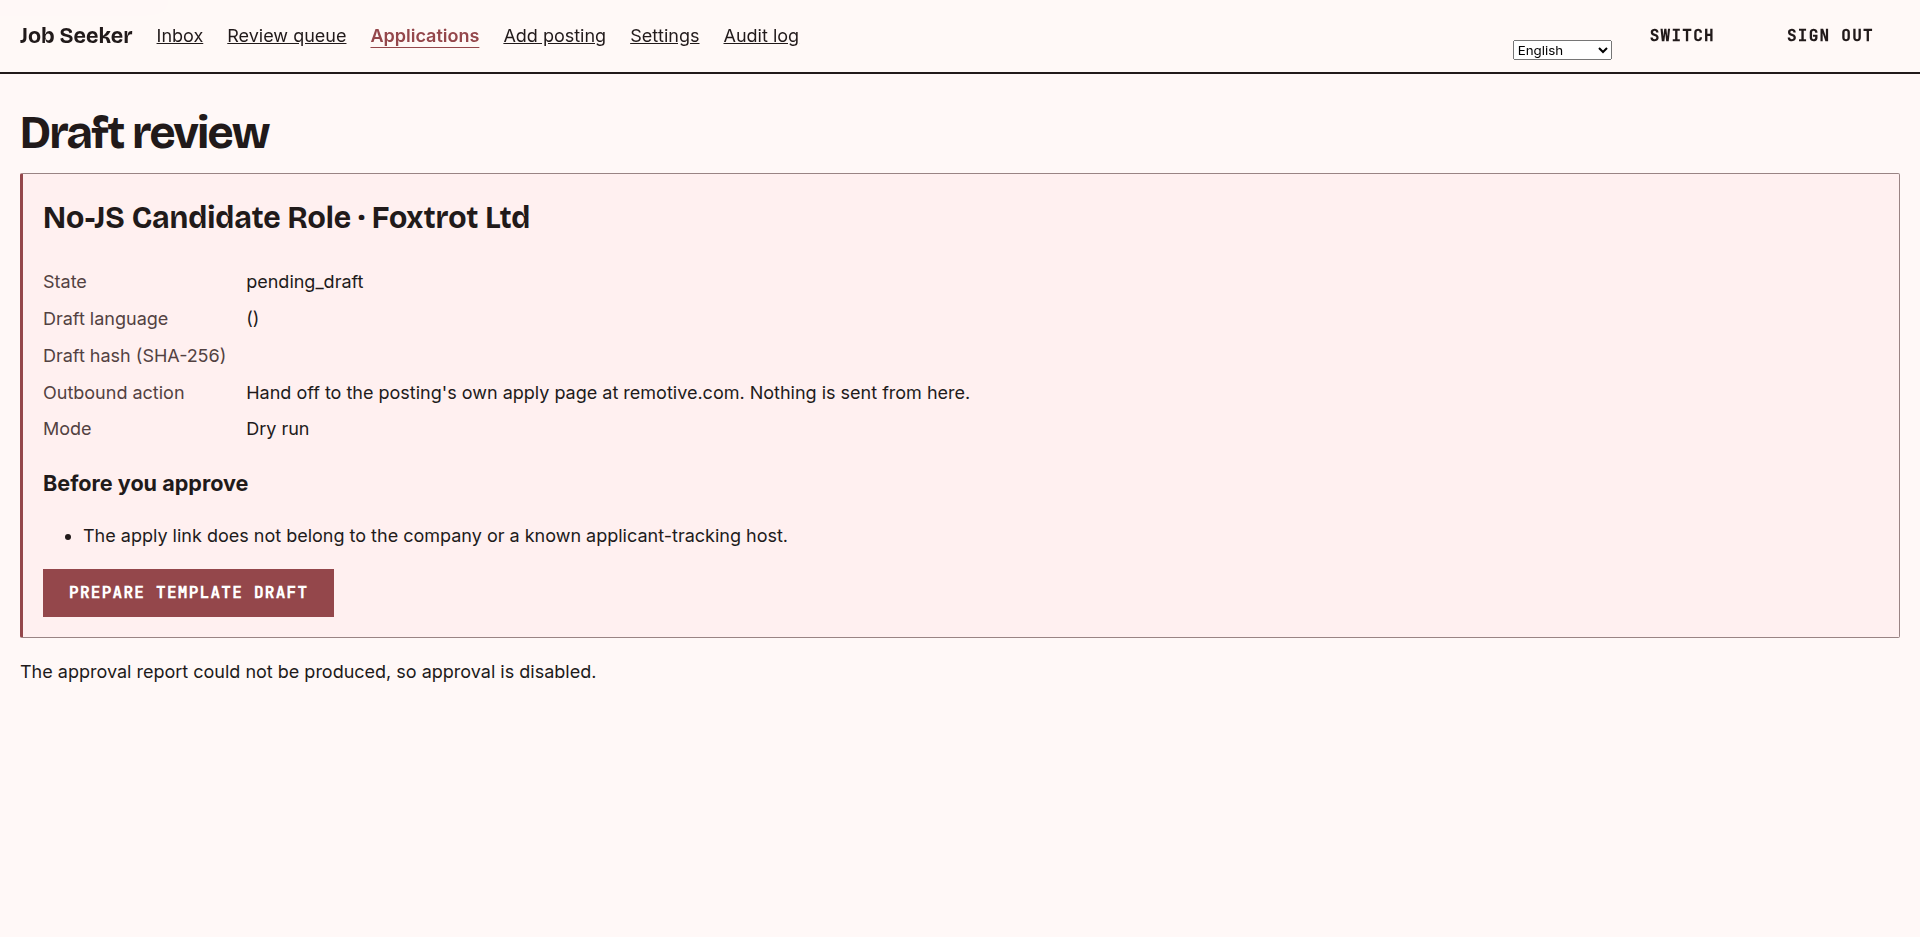 Job Seeker Inbox Review queue Applications Add posting Settings Audit log English SWITCH SIGN OUT
Draft review
No-JS Candidate Role · Foxtrot Ltd
State pending_draft
Draft language ()
Draft hash (SHA-256)
Outbound action Hand off to the posting's own apply page at remotive.com. Nothing is sent from here.
Mode Dry run
Before you approve
• The apply link does not belong to the company or a known applicant-tracking host.
PREPARE TEMPLATE DRAFT
The approval report could not be produced, so approval is disabled.